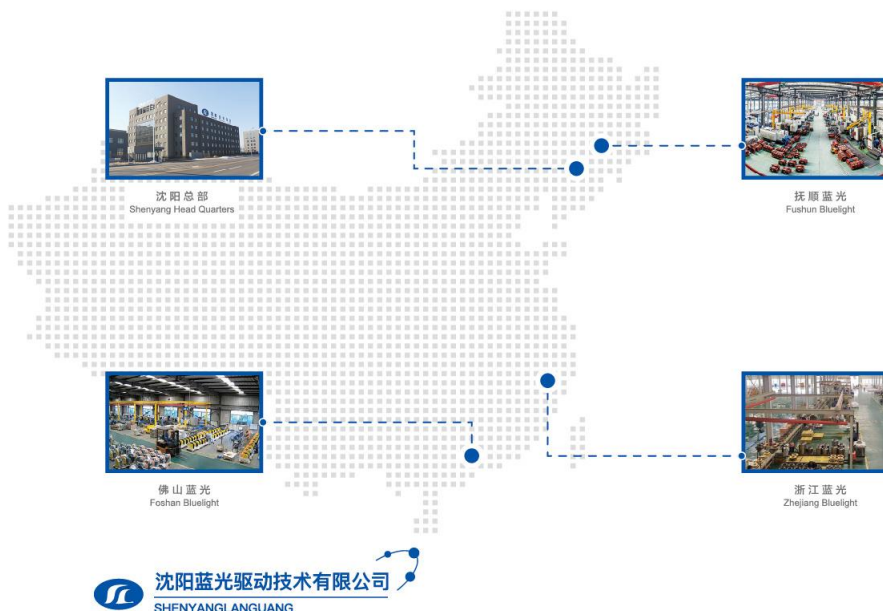 沈阳总部
Shenyang Head Quarters
抚顺蓝光
Fushun Bluelight
佛山蓝光
Foshan Bluelight
浙江蓝光
Zhejiang Bluelight
沈阳蓝光驱动技术有限公司
SHENYANGLANGUANG